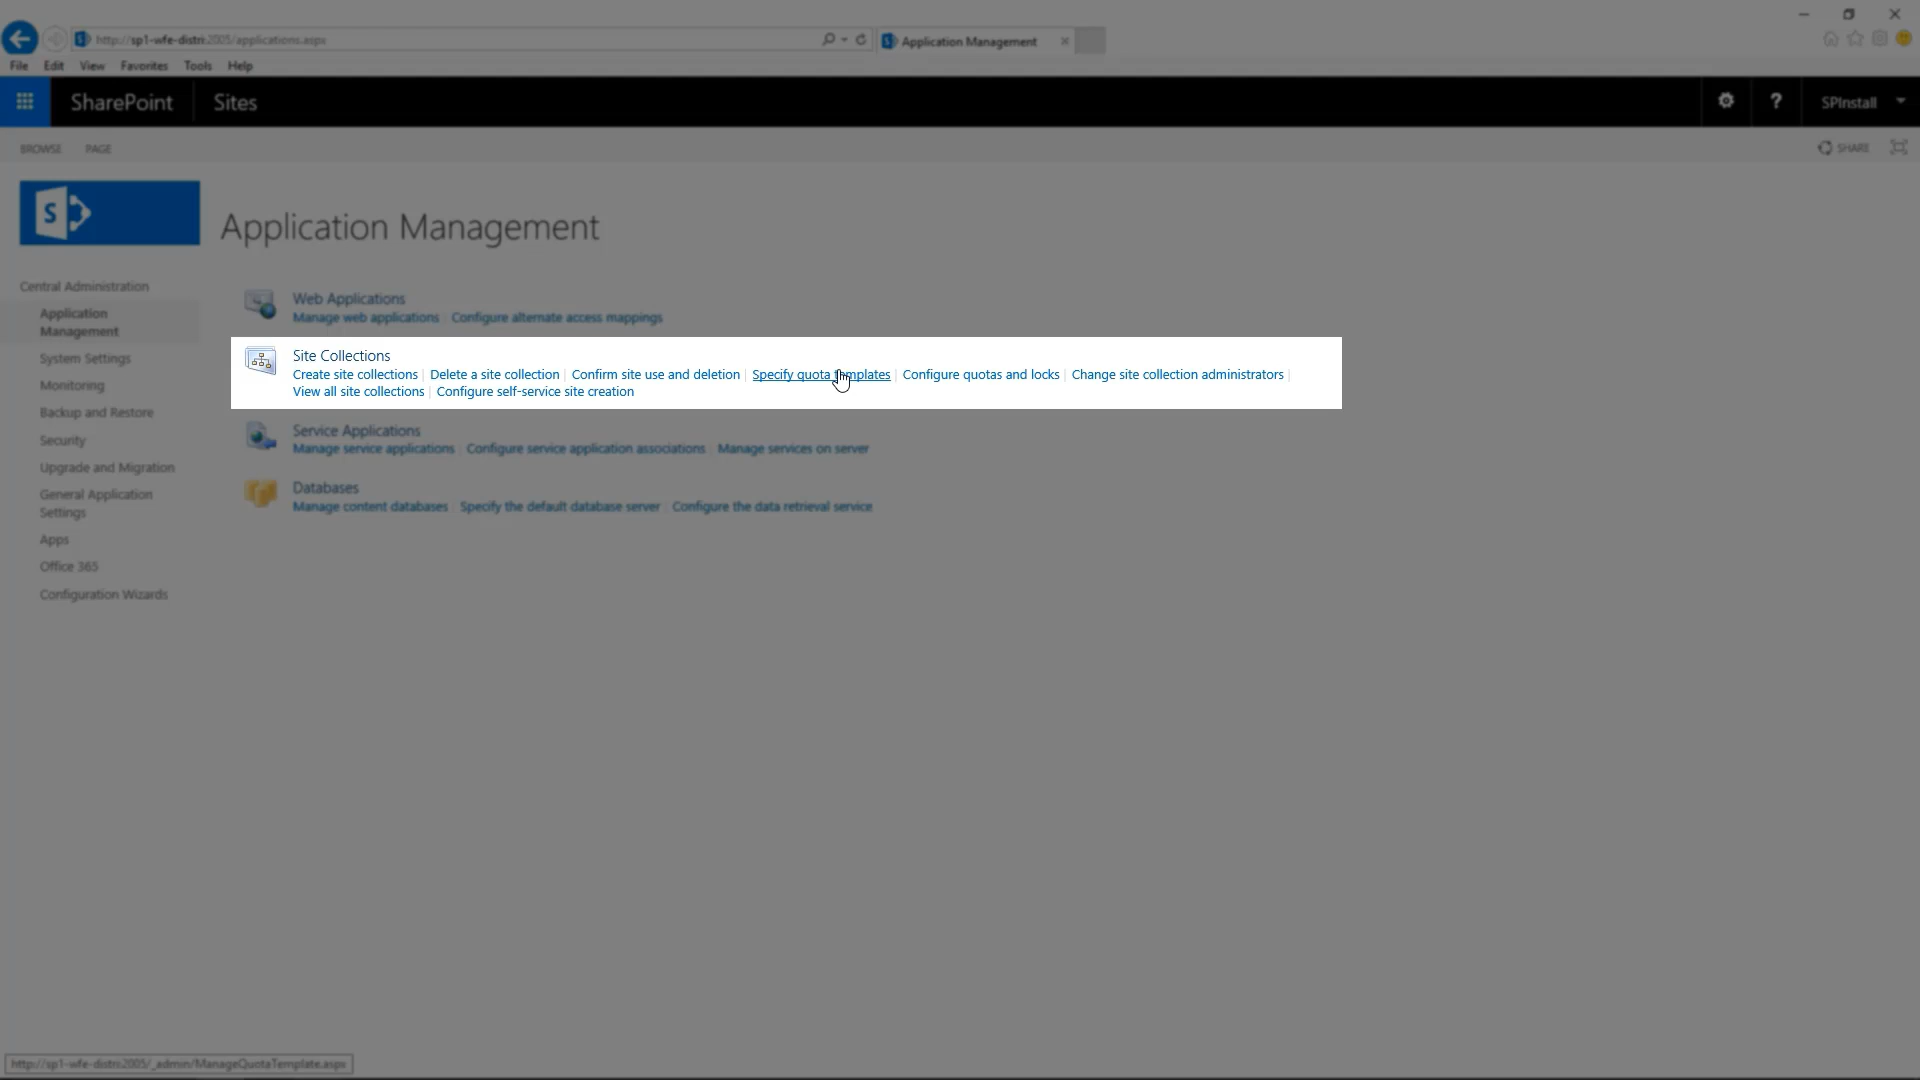 http://sp1-wfe-distri:2005/applications.aspx
Application Management
File Edit View Favorites Tools Help
SharePoint
Sites
?
SPInstall
BROWSE PAGE
SHARE
S
Application Management
Central Administration
Application
Management
System Settings
Monitoring
Backup and Restore
Security
Upgrade and Migration
General Application
Settings
Apps
Office 365
Configuration Wizards
Web Applications
Manage web applications | Configure alternate access mappings
Site Collections
Create site collections | Delete a site collection | Confirm site use and deletion | Specify quota templates | Configure quotas and locks | Change site collection administrators |
View all site collections | Configure self-service site creation
Service Applications
Manage service applications | Configure service application associations | Manage services on server
Databases
Manage content databases | Specify the default database server | Configure the data retrieval service
http://sp1-wfe-distri:2005/_admin/ManageQuotaTemplate.aspx